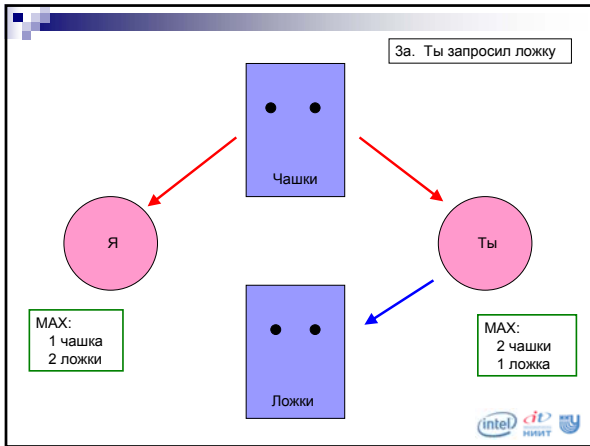 3а. Ты запросил ложку
Чашки
Я
Ты
MAX:
1 чашка
2 ложки
MAX:
2 чашки
1 ложка
Ложки
intel
НИИТ